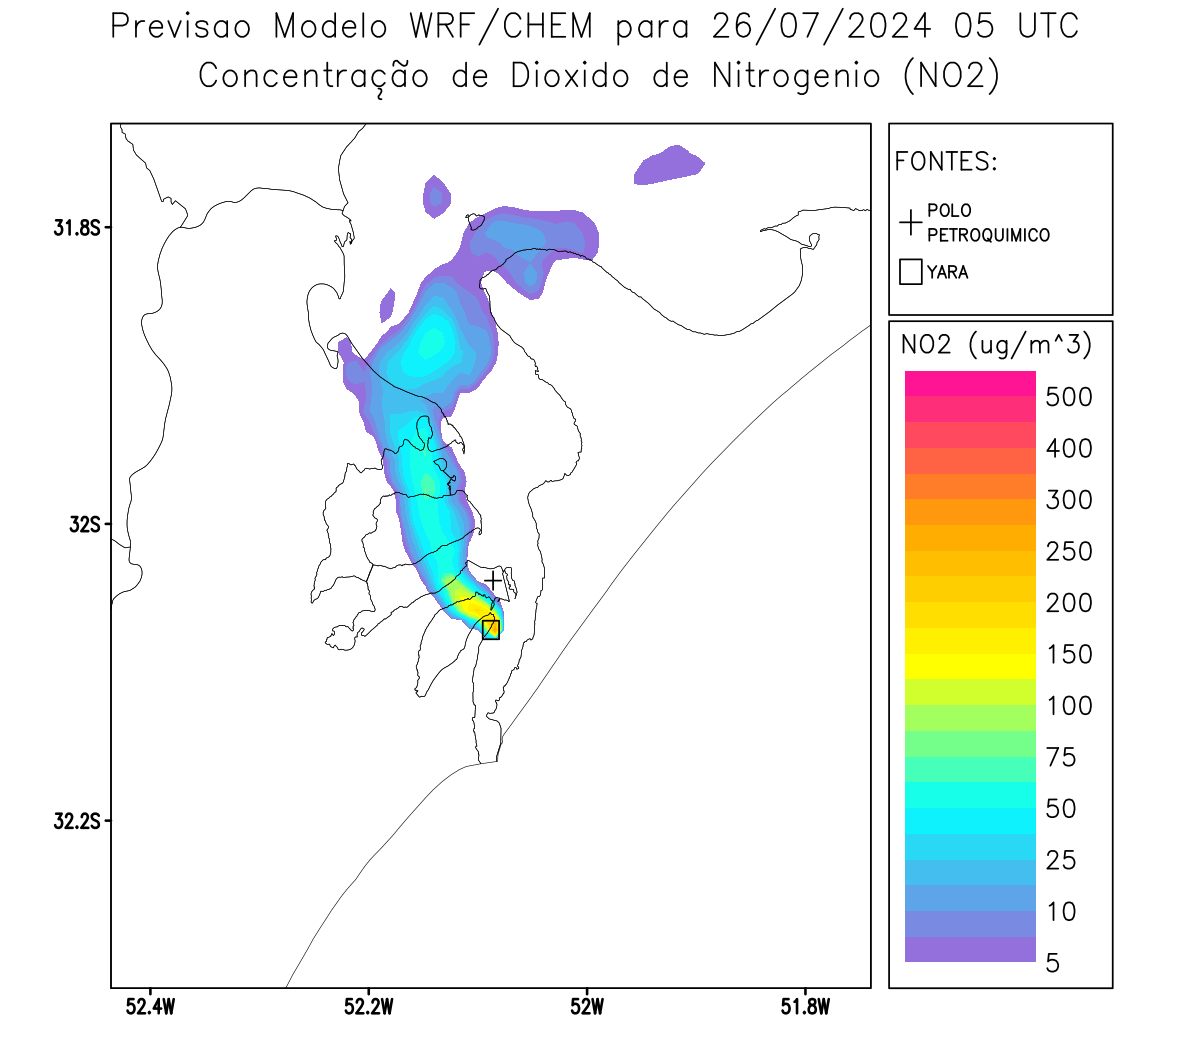 Previsao Modelo WRF/CHEM para 26/07/2024 05 UTC
Concentração de Dioxido de Nitrogenio (NO2)
FONTES:
POLO
PETROQUIMICO
YARA
NO2 (ug/m^3)
500
400
300
250
200
150
100
75
50
25
10
5
31.8S
32S
32.2S
52.4W
52.2W
52W
51.8W